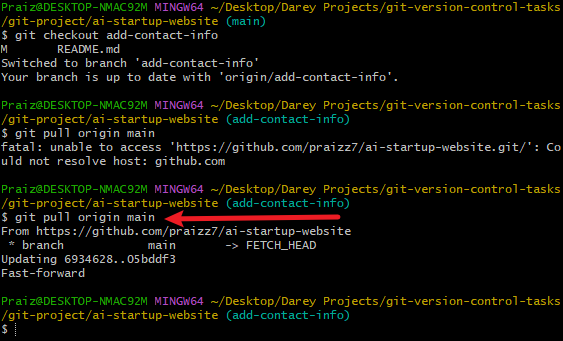 Praiz@DESKTOP-NMAC92M MINGW64 ~/Desktop/Darey Projects/git-version-control-tasks
/git-project/ai-startup-website (main)
$ git checkout add-contact-info
M       README.md
Switched to branch 'add-contact-info'
Your branch is up to date with 'origin/add-contact-info'.
Praiz@DESKTOP-NMAC92M MINGW64 ~/Desktop/Darey Projects/git-version-control-tasks
/git-project/ai-startup-website (add-contact-info)
$ git pull origin main
fatal: unable to access 'https://github.com/praizz7/ai-startup-website.git/': Co
uld not resolve host: github.com
Praiz@DESKTOP-NMAC92M MINGW64 ~/Desktop/Darey Projects/git-version-control-tasks
/git-project/ai-startup-website (add-contact-info)
$ git pull origin main
From https://github.com/praizz7/ai-startup-website
 * branch            main       -> FETCH_HEAD
Updating 6934628..05bddf3
Fast-forward
Praiz@DESKTOP-NMAC92M MINGW64 ~/Desktop/Darey Projects/git-version-control-tasks
/git-project/ai-startup-website (add-contact-info)
$